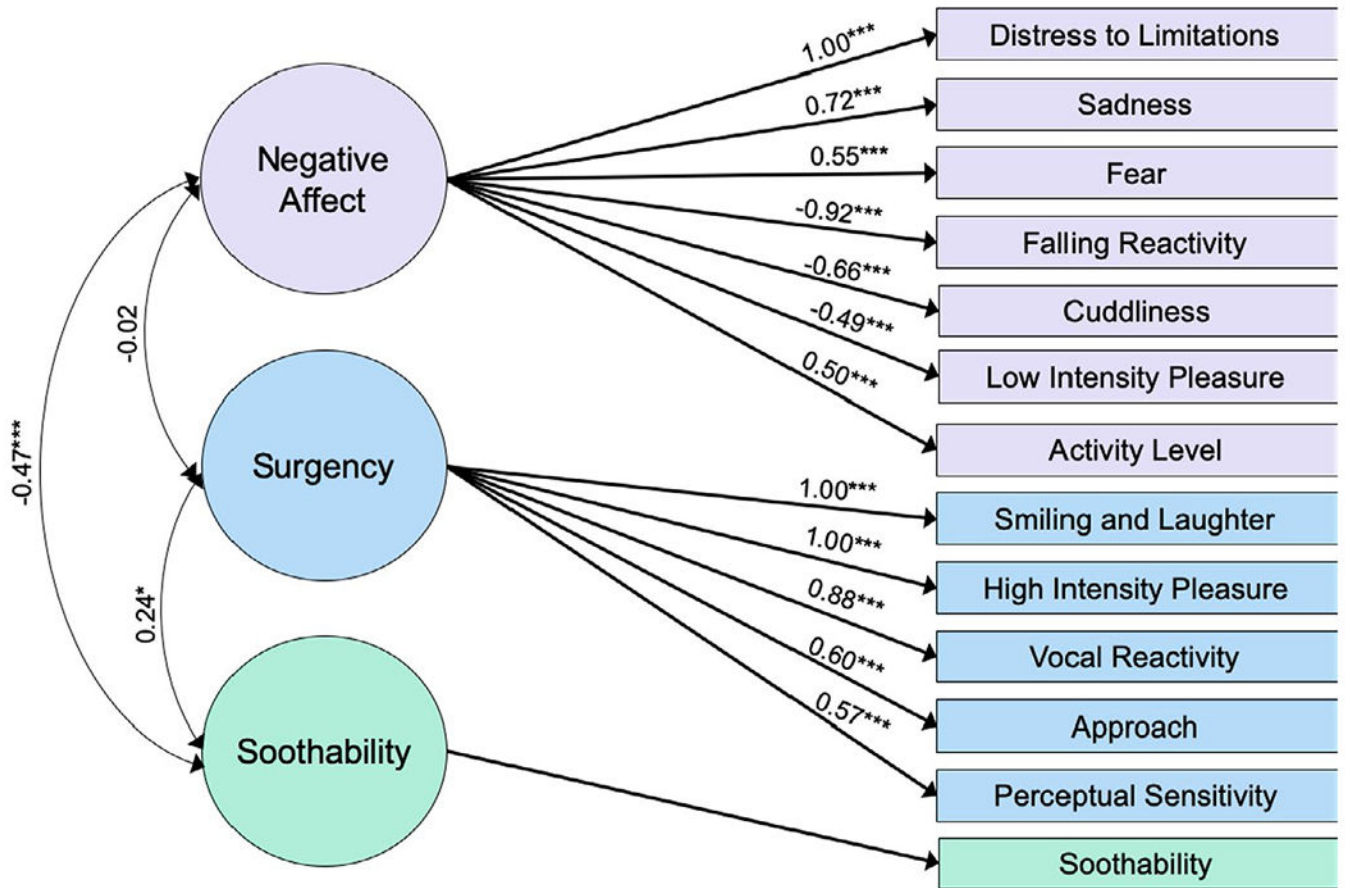 Negative
Affect
Surgency
Soothability
-0.47***
-0.02
0.24*
1.00***
0.72***
0.55***
-0.92***
-0.66***
-0.49***
0.50***
1.00***
1.00***
0.88***
0.60***
0.57***
Distress to Limitations
Sadness
Fear
Falling Reactivity
Cuddliness
Low Intensity Pleasure
Activity Level
Smiling and Laughter
High Intensity Pleasure
Vocal Reactivity
Approach
Perceptual Sensitivity
Soothability